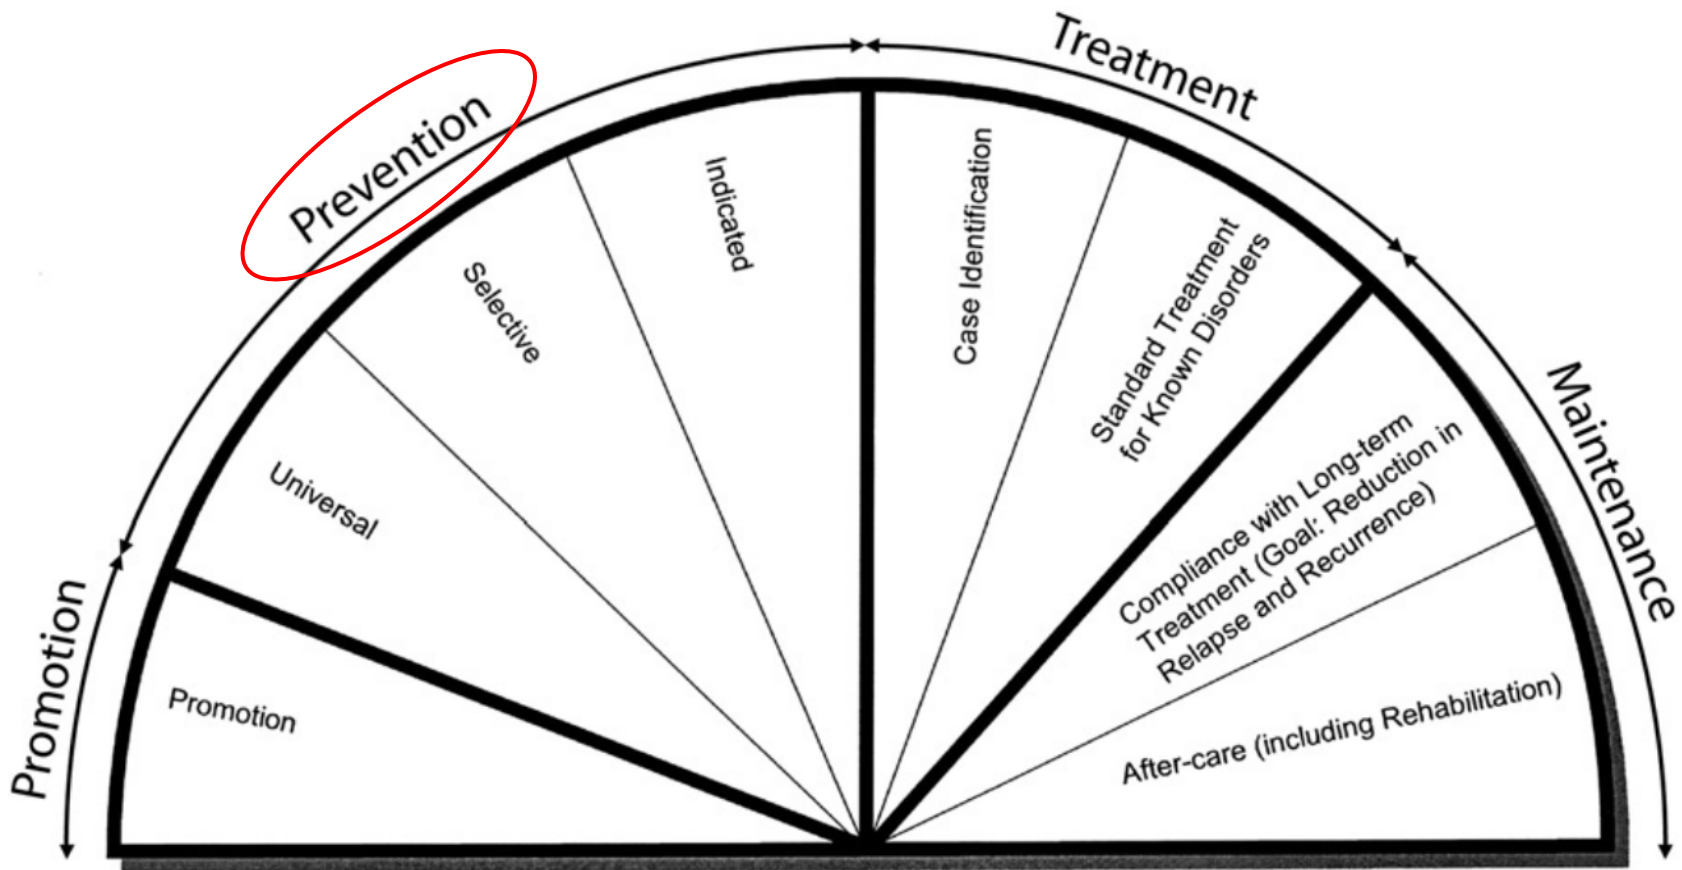 Promotion
Prevention
Treatment
Maintenance
Promotion
Universal
Selective
Indicated
Case Identification
Standard Treatment
for Known Disorders
Compliance with Long-term
Treatment (Goal: Reduction in
Relapse and Recurrence)
After-care (including Rehabilitation)